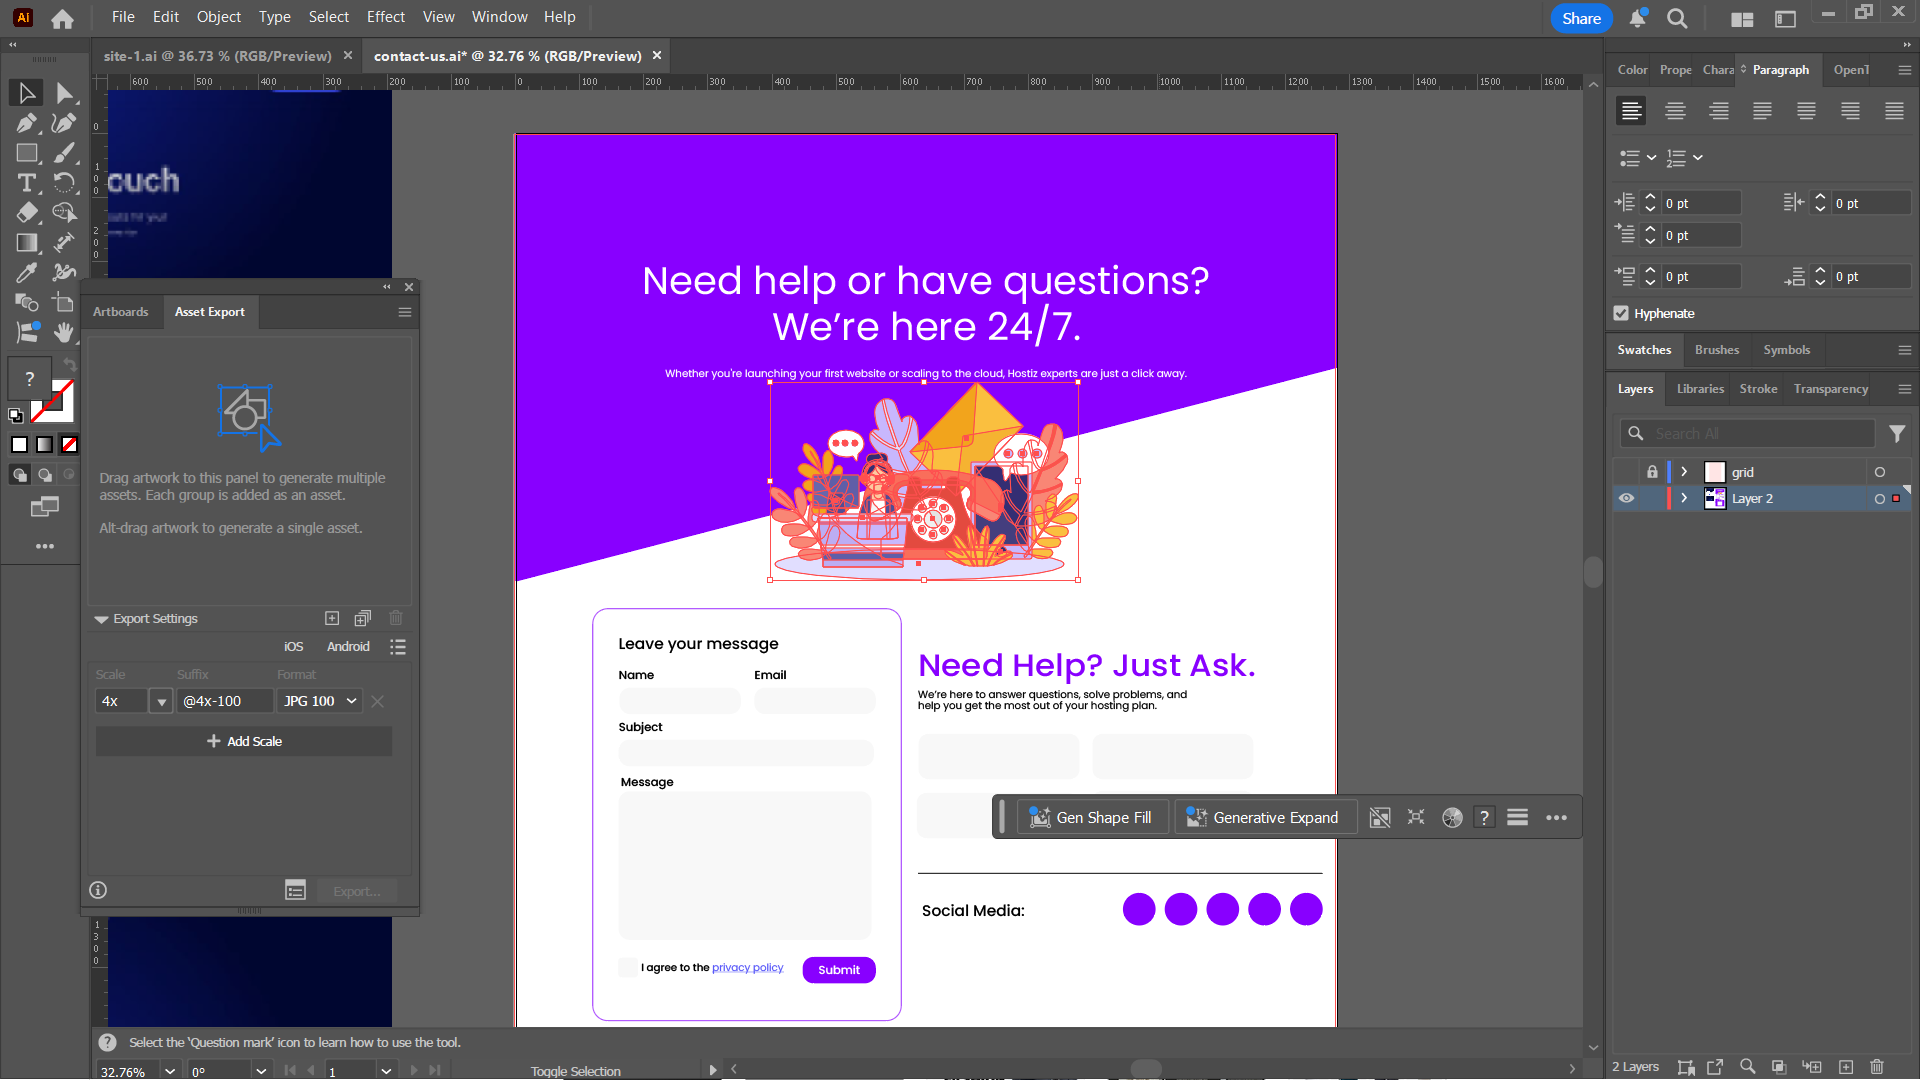 Ai File Edit Object Type Select Effect View Window Help Share
site-1.ai @ 36.73 % (RGB/Preview) × contact-us.ai* @ 32.76 % (RGB/Preview) ×
600 500 400 300 200 100 0 100 200 300 400 500 600 700 800 900 1000 1100 1200 1300 1400 1500 1600
ouch
Need help or have questions?
We’re here 24/7.
Whether you're launching your first website or scaling to the cloud, Hostiz experts are just a click away.
Leave your message
Name Email
Subject
Message
I agree to the privacy policy Submit
Need Help? Just Ask.
We’re here to answer questions, solve problems, and
help you get the most out of your hosting plan.
Gen Shape Fill Generative Expand ?
Social Media:
Artboards Asset Export
Drag artwork to this panel to generate multiple
assets. Each group is added as an asset.
Alt-drag artwork to generate a single asset.
Export Settings
iOS Android
Scale Suffix Format
4x @4x-100 JPG 100
+ Add Scale
Export...
Color Prope Chara Paragraph OpenT
0 pt 0 pt
0 pt
0 pt 0 pt
Hyphenate
Swatches Brushes Symbols
Layers Libraries Stroke Transparency
Search All
grid
Layer 2
2 Layers
? Select the ‘Question mark’ icon to learn how to use the tool.
32.76% 0° 1 Toggle Selection